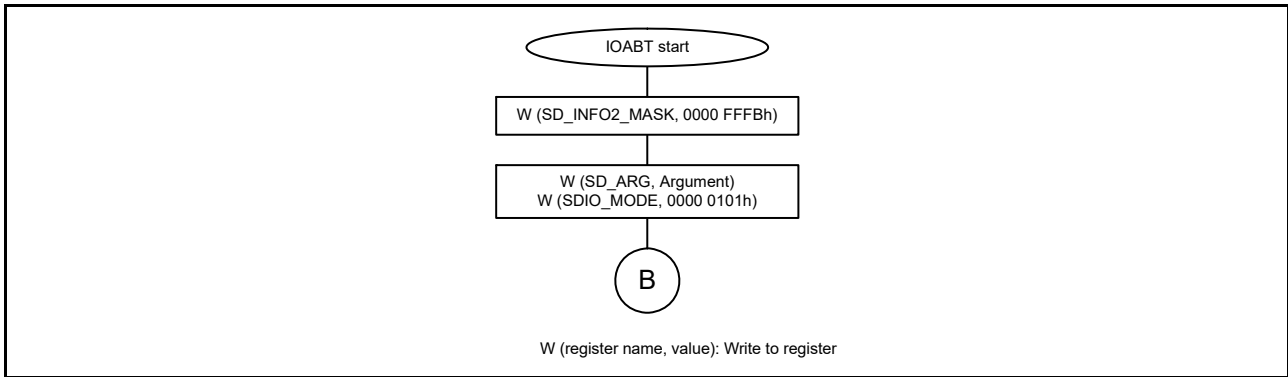 IOABT start
W (SD_INFO2_MASK, 0000 FFFBh)
W (SD_ARG, Argument)
W (SDIO_MODE, 0000 0101h)
B
W (register name, value): Write to register